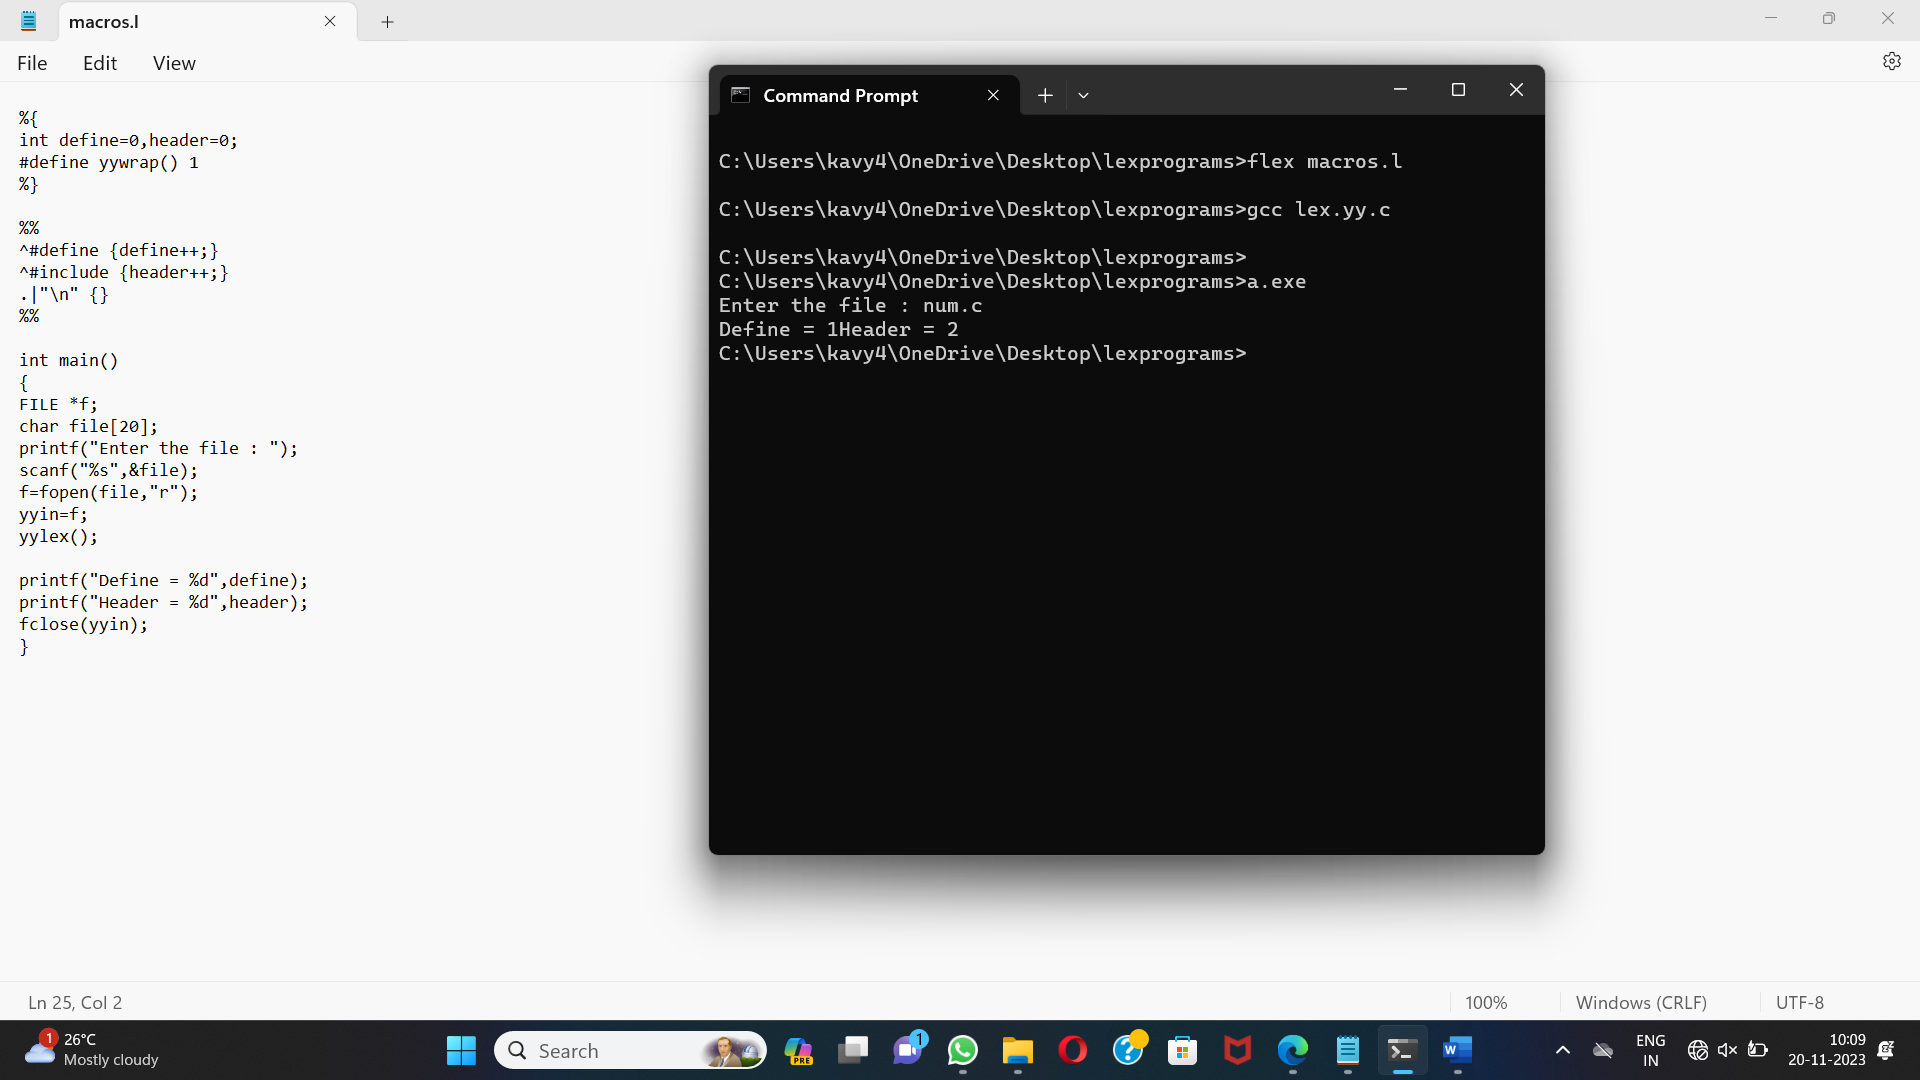 macros.l
File Edit View
%{
int define=0,header=0;
#define yywrap() 1
%}
%%
^#define {define++;}
^#include {header++;}
.|"\n" {}
%%
int main()
{
FILE *f;
char file[20];
printf("Enter the file : ");
scanf("%s",&file);
f=fopen(file,"r");
yyin=f;
yylex();
printf("Define = %d",define);
printf("Header = %d",header);
fclose(yyin);
}
Command Prompt
C:\Users\kavy4\OneDrive\Desktop\lexprograms>flex macros.l
C:\Users\kavy4\OneDrive\Desktop\lexprograms>gcc lex.yy.c
C:\Users\kavy4\OneDrive\Desktop\lexprograms>
C:\Users\kavy4\OneDrive\Desktop\lexprograms>a.exe
Enter the file : num.c
Define = 1Header = 2
C:\Users\kavy4\OneDrive\Desktop\lexprograms>
Ln 25, Col 2 100% Windows (CRLF) UTF-8
1 26°C
Mostly cloudy
Search
PRE
1
W
ENG
IN
10:09
20-11-2023